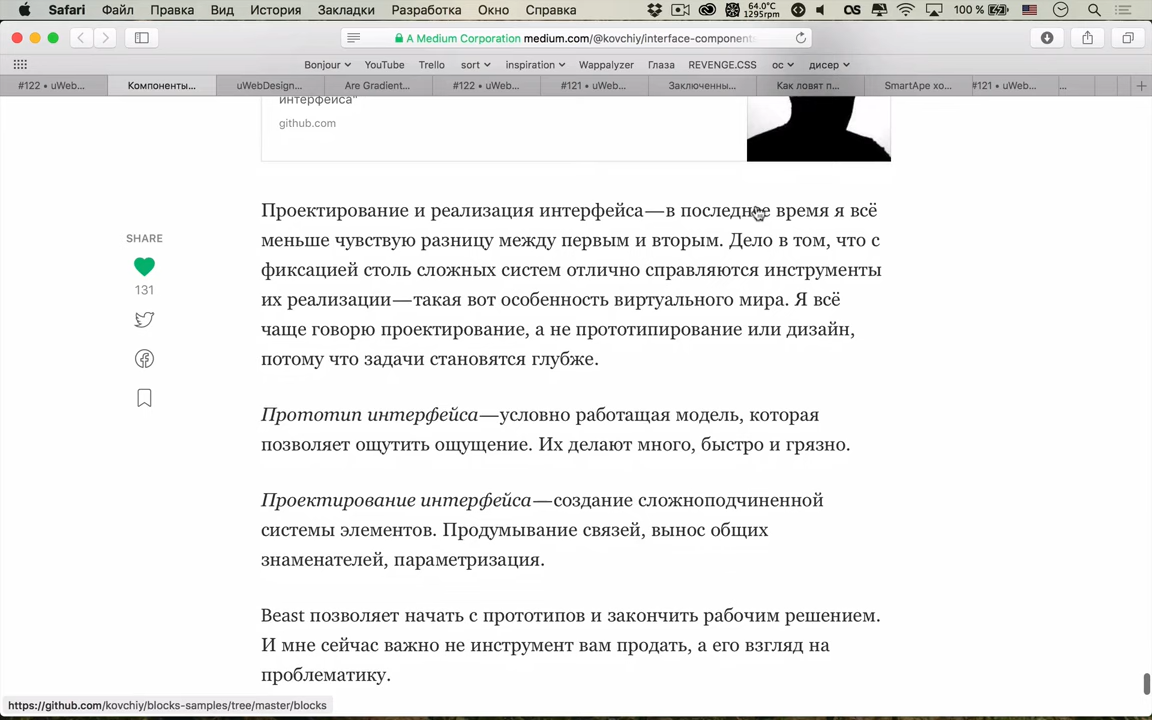 Safari Файл Правка Вид История Закладки Разработка Окно Справка 64.0°C 1295rpm 100 %
A Medium Corporation medium.com/@kovchiy/interface-component
Bonjour YouTube Trello sort inspiration Wappalyzer Глаза REVENGE.CSS ос дисер
#122 • uWeb... Компоненты... uWebDesign... Are Gradient... #122 • uWeb... #121 • uWeb... Заключенны... Как ловят п... SmartApe хо... #121 • uWeb... ...
интерфейса"
github.com
Проектирование и реализация интерфейса—в последнее время я всё
меньше чувствую разницу между первым и вторым. Дело в том, что с
фиксацией столь сложных систем отлично справляются инструменты
их реализации—такая вот особенность виртуального мира. Я всё
чаще говорю проектирование, а не прототипирование или дизайн,
потому что задачи становятся глубже.
SHARE
131
Прототип интерфейса—условно работащая модель, которая
позволяет ощутить ощущение. Их делают много, быстро и грязно.
Проектирование интерфейса—создание сложноподчиненной
системы элементов. Продумывание связей, вынос общих
знаменателей, параметризация.
Beast позволяет начать с прототипов и закончить рабочим решением.
И мне сейчас важно не инструмент вам продать, а его взгляд на
проблематику.
https://github.com/kovchiy/blocks-samples/tree/master/blocks